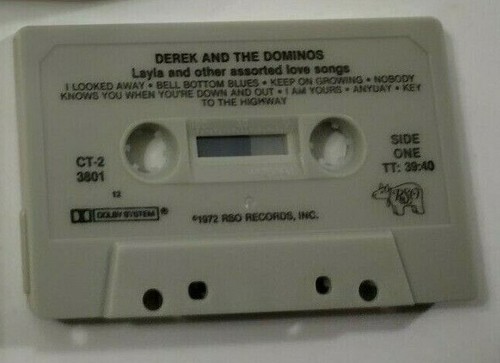 DEREK AND THE DOMINOS
Layla and other assorted love songs
I LOOKED AWAY • BELL BOTTOM BLUES • KEEP ON GROWING • NOBODY
KNOWS YOU WHEN YOU'RE DOWN AND OUT • I AM YOURS • ANYUAY • KEY
TO THE HIGHWAY
CT-2
3801
12
SIDE
ONE
TT: 39:40
DOLBY SYSTEM ®
©1972 RSO RECORDS, INC.